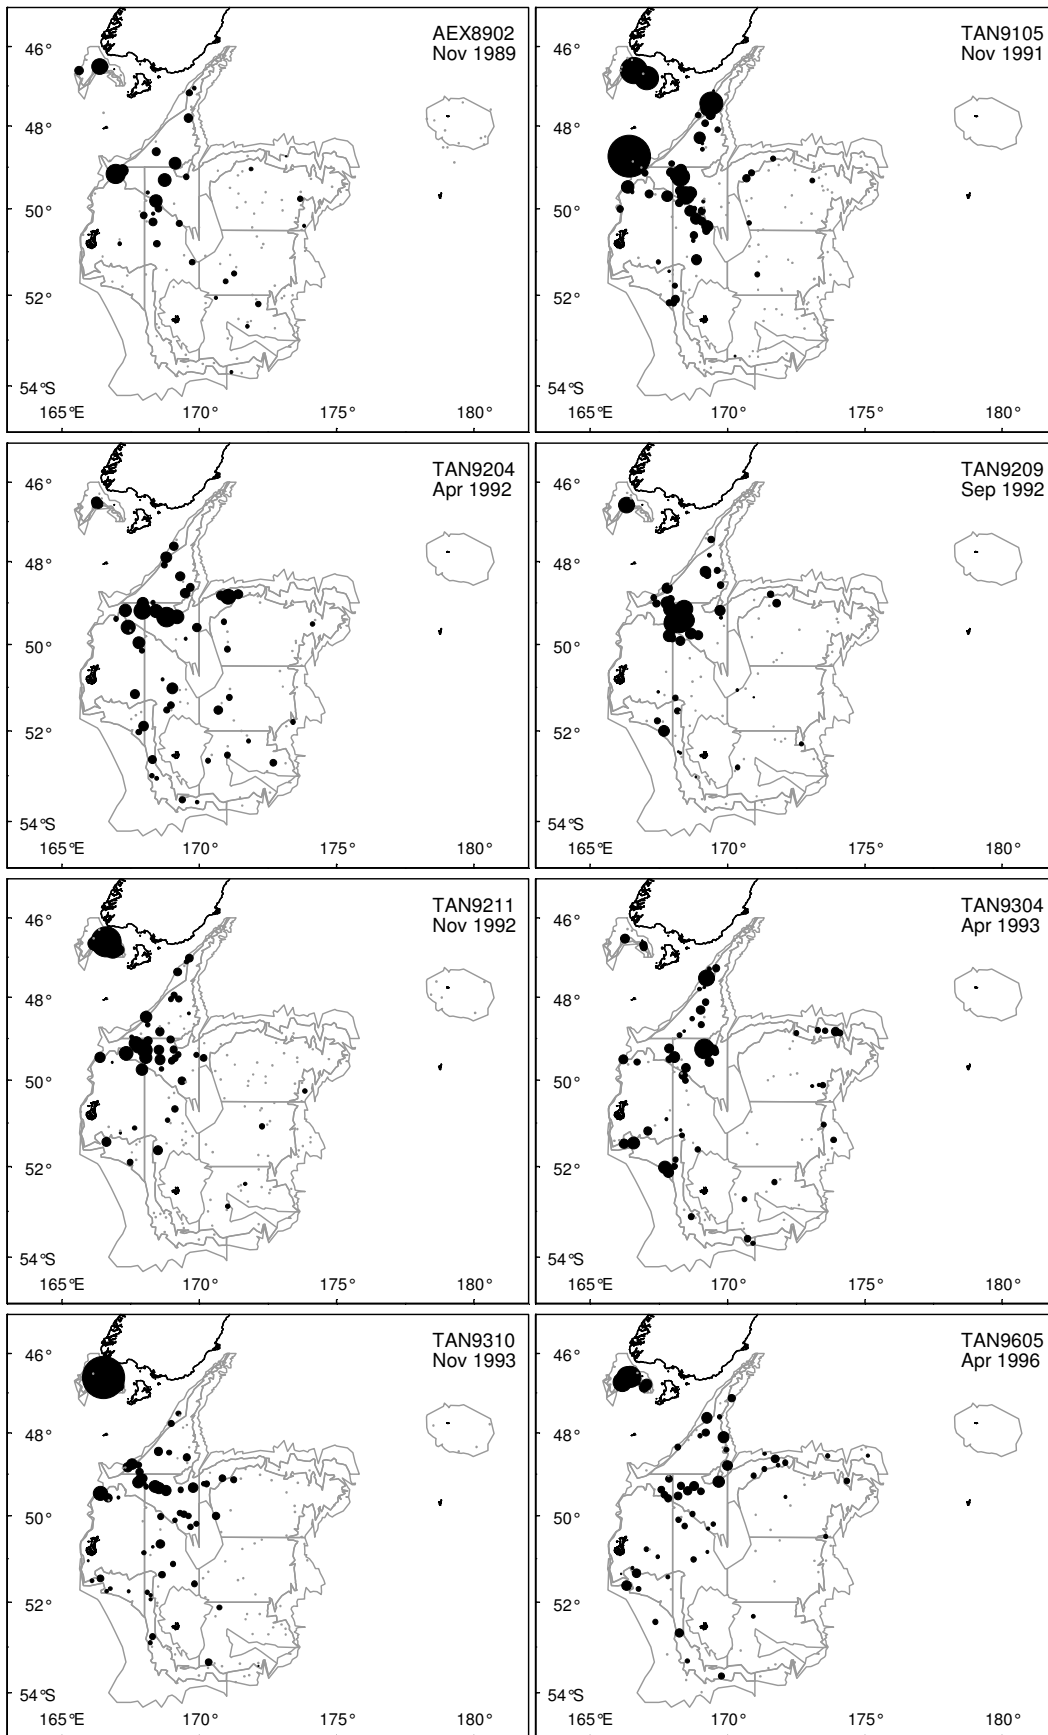 AEX8902
Nov 1989
46°
48°
50°
52°
54°S
165°E
170°
175°
180°
TAN9105
Nov 1991
46°
48°
50°
52°
54°S
165°E
170°
175°
180°
TAN9204
Apr 1992
46°
48°
50°
52°
54°S
165°E
170°
175°
180°
TAN9209
Sep 1992
46°
48°
50°
52°
54°S
165°E
170°
175°
180°
TAN9211
Nov 1992
46°
48°
50°
52°
54°S
165°E
170°
175°
180°
TAN9304
Apr 1993
46°
48°
50°
52°
54°S
165°E
170°
175°
180°
TAN9310
Nov 1993
46°
48°
50°
52°
54°S
165°E
170°
175°
180°
TAN9605
Apr 1996
46°
48°
50°
52°
54°S
165°E
170°
175°
180°